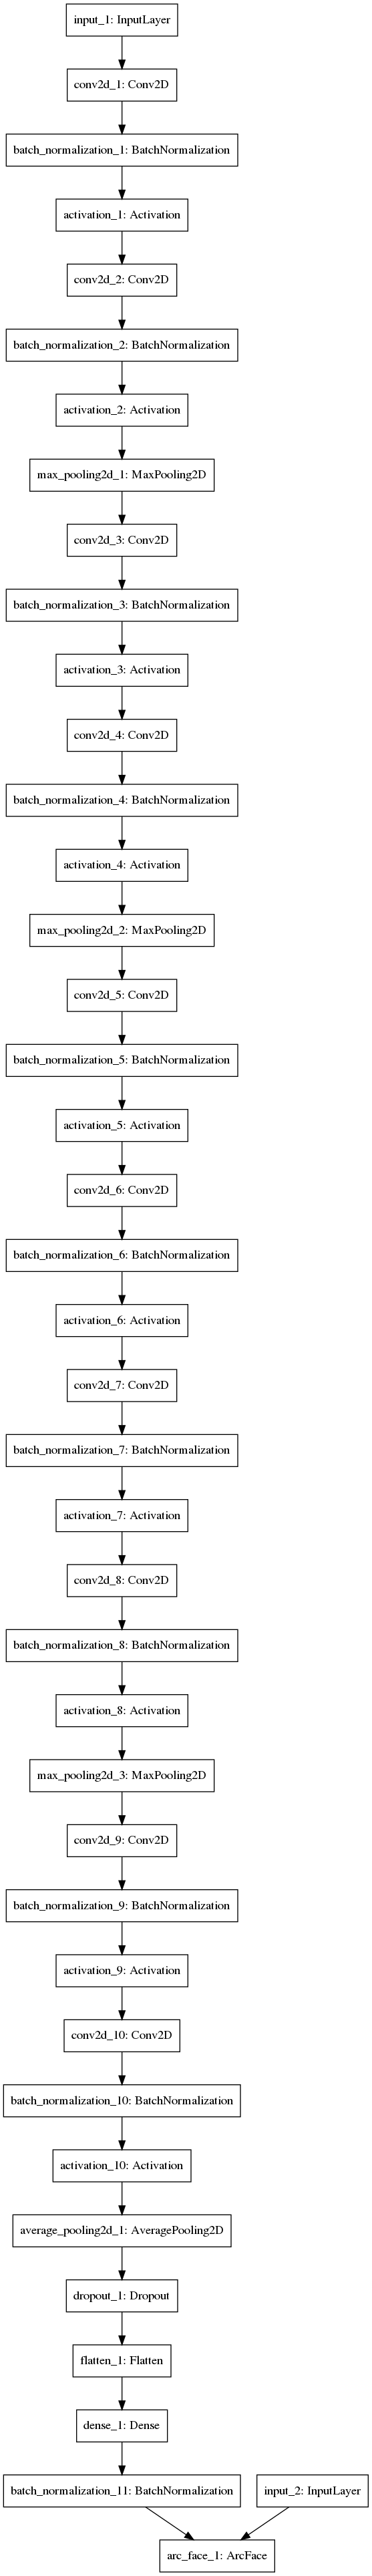 input_1: InputLayer
conv2d_1: Conv2D
batch_normalization_1: BatchNormalization
activation_1: Activation
conv2d_2: Conv2D
batch_normalization_2: BatchNormalization
activation_2: Activation
max_pooling2d_1: MaxPooling2D
conv2d_3: Conv2D
batch_normalization_3: BatchNormalization
activation_3: Activation
conv2d_4: Conv2D
batch_normalization_4: BatchNormalization
activation_4: Activation
max_pooling2d_2: MaxPooling2D
conv2d_5: Conv2D
batch_normalization_5: BatchNormalization
activation_5: Activation
conv2d_6: Conv2D
batch_normalization_6: BatchNormalization
activation_6: Activation
conv2d_7: Conv2D
batch_normalization_7: BatchNormalization
activation_7: Activation
conv2d_8: Conv2D
batch_normalization_8: BatchNormalization
activation_8: Activation
max_pooling2d_3: MaxPooling2D
conv2d_9: Conv2D
batch_normalization_9: BatchNormalization
activation_9: Activation
conv2d_10: Conv2D
batch_normalization_10: BatchNormalization
activation_10: Activation
average_pooling2d_1: AveragePooling2D
dropout_1: Dropout
flatten_1: Flatten
dense_1: Dense
batch_normalization_11: BatchNormalization
input_2: InputLayer
arc_face_1: ArcFace